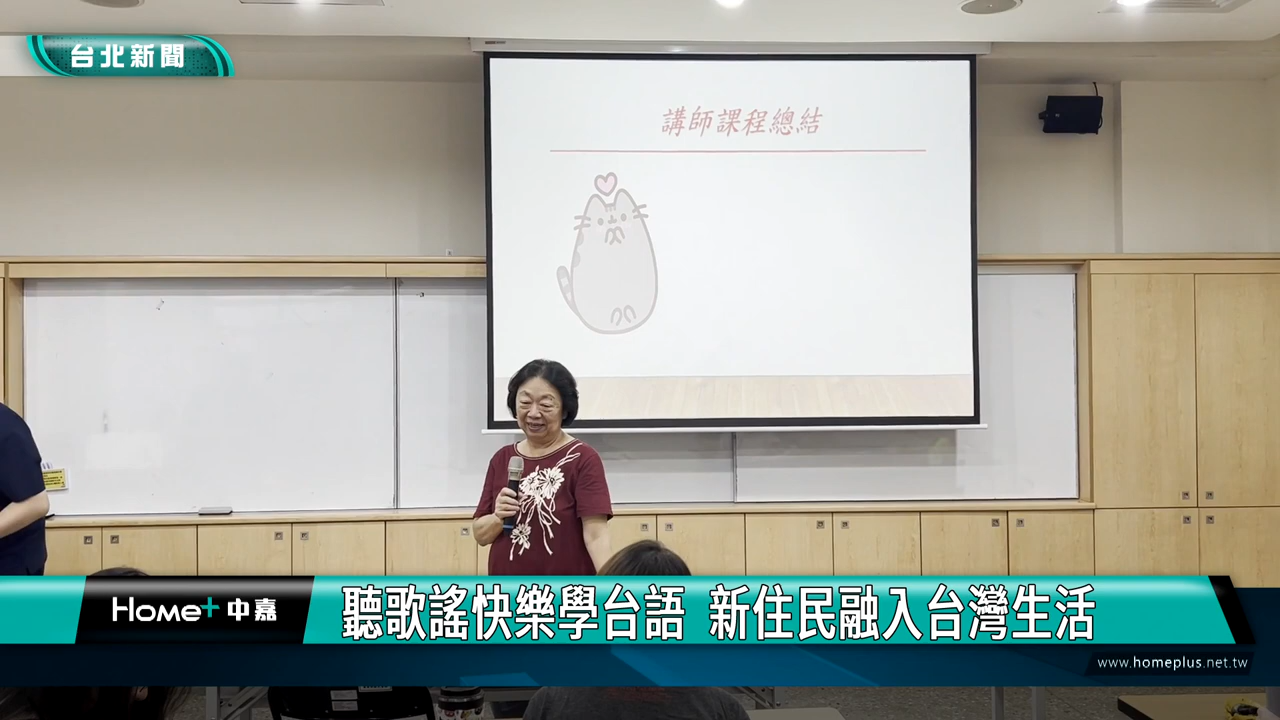 台北新聞
講師課程總結
Home+ 中嘉
聽歌謠快樂學台語 新住民融入台灣生活
www.homeplus.net.tw